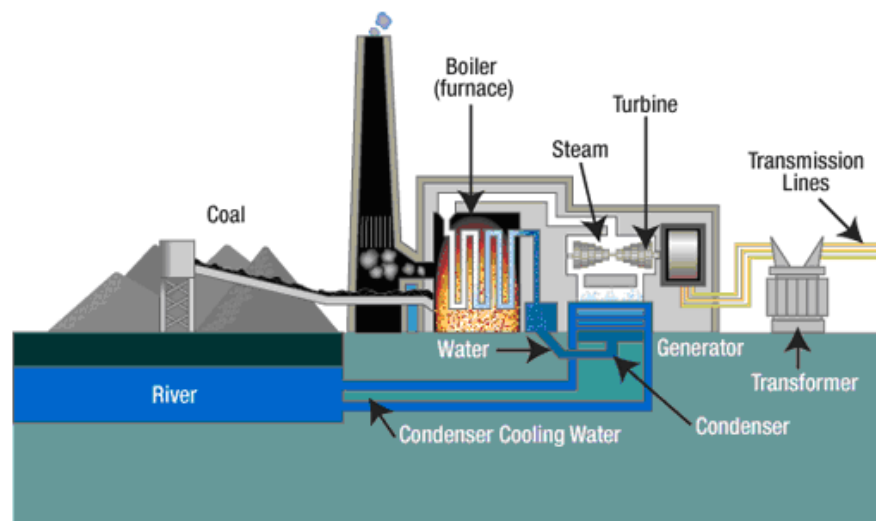 Boiler
(furnace)
Turbine
Steam
Transmission
Lines
Coal
Water
Generator
Transformer
River
Condenser Cooling Water
Condenser